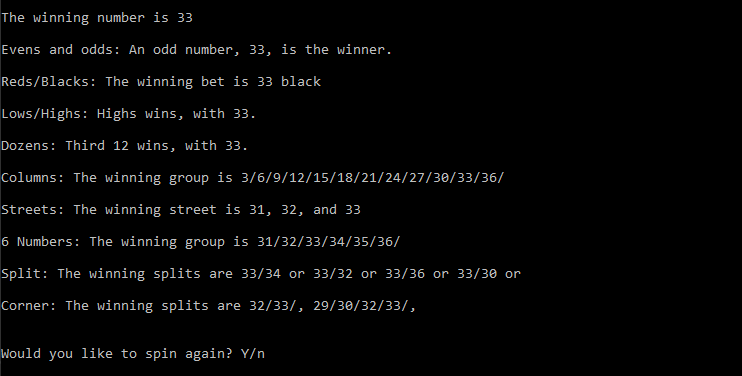 The winning number is 33
Evens and odds: An odd number, 33, is the winner.
Reds/Blacks: The winning bet is 33 black
Lows/Highs: Highs wins, with 33.
Dozens: Third 12 wins, with 33.
Columns: The winning group is 3/6/9/12/15/18/21/24/27/30/33/36/
Streets: The winning street is 31, 32, and 33
6 Numbers: The winning group is 31/32/33/34/35/36/
Split: The winning splits are 33/34 or 33/32 or 33/36 or 33/30 or
Corner: The winning splits are 32/33/, 29/30/32/33/,
Would you like to spin again? Y/n